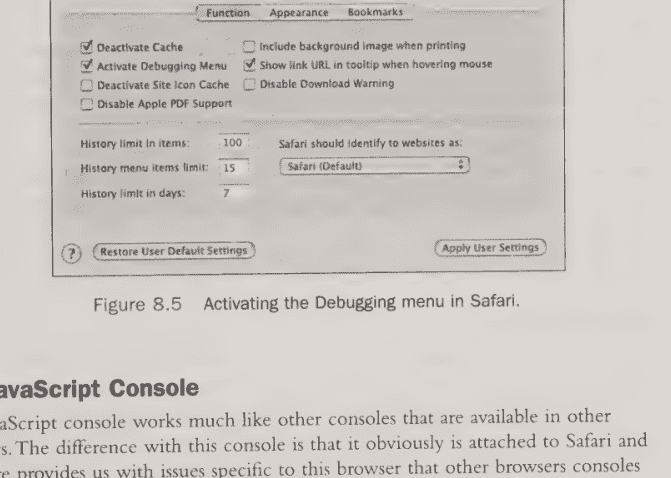 Function Appearance Bookmarks
Deactivate Cache Include background image when printing
Activate Debugging Menu Show link URL in tooltip when hovering mouse
Deactivate Site Icon Cache Disable Download Warning
Disable Apple PDF Support
History limit in items: 100 Safari should identify to websites as:
History menu items limit: 15 Safari (Default)
History limit in days: 7
? Restore User Default Settings Apply User Settings
Figure 8.5 Activating the Debugging menu in Safari.
avaScript Console
aScript console works much like other consoles that are available in other
s. The difference with this console is that it obviously is attached to Safari and
re provides us with issues specific to this browser that other browsers consoles